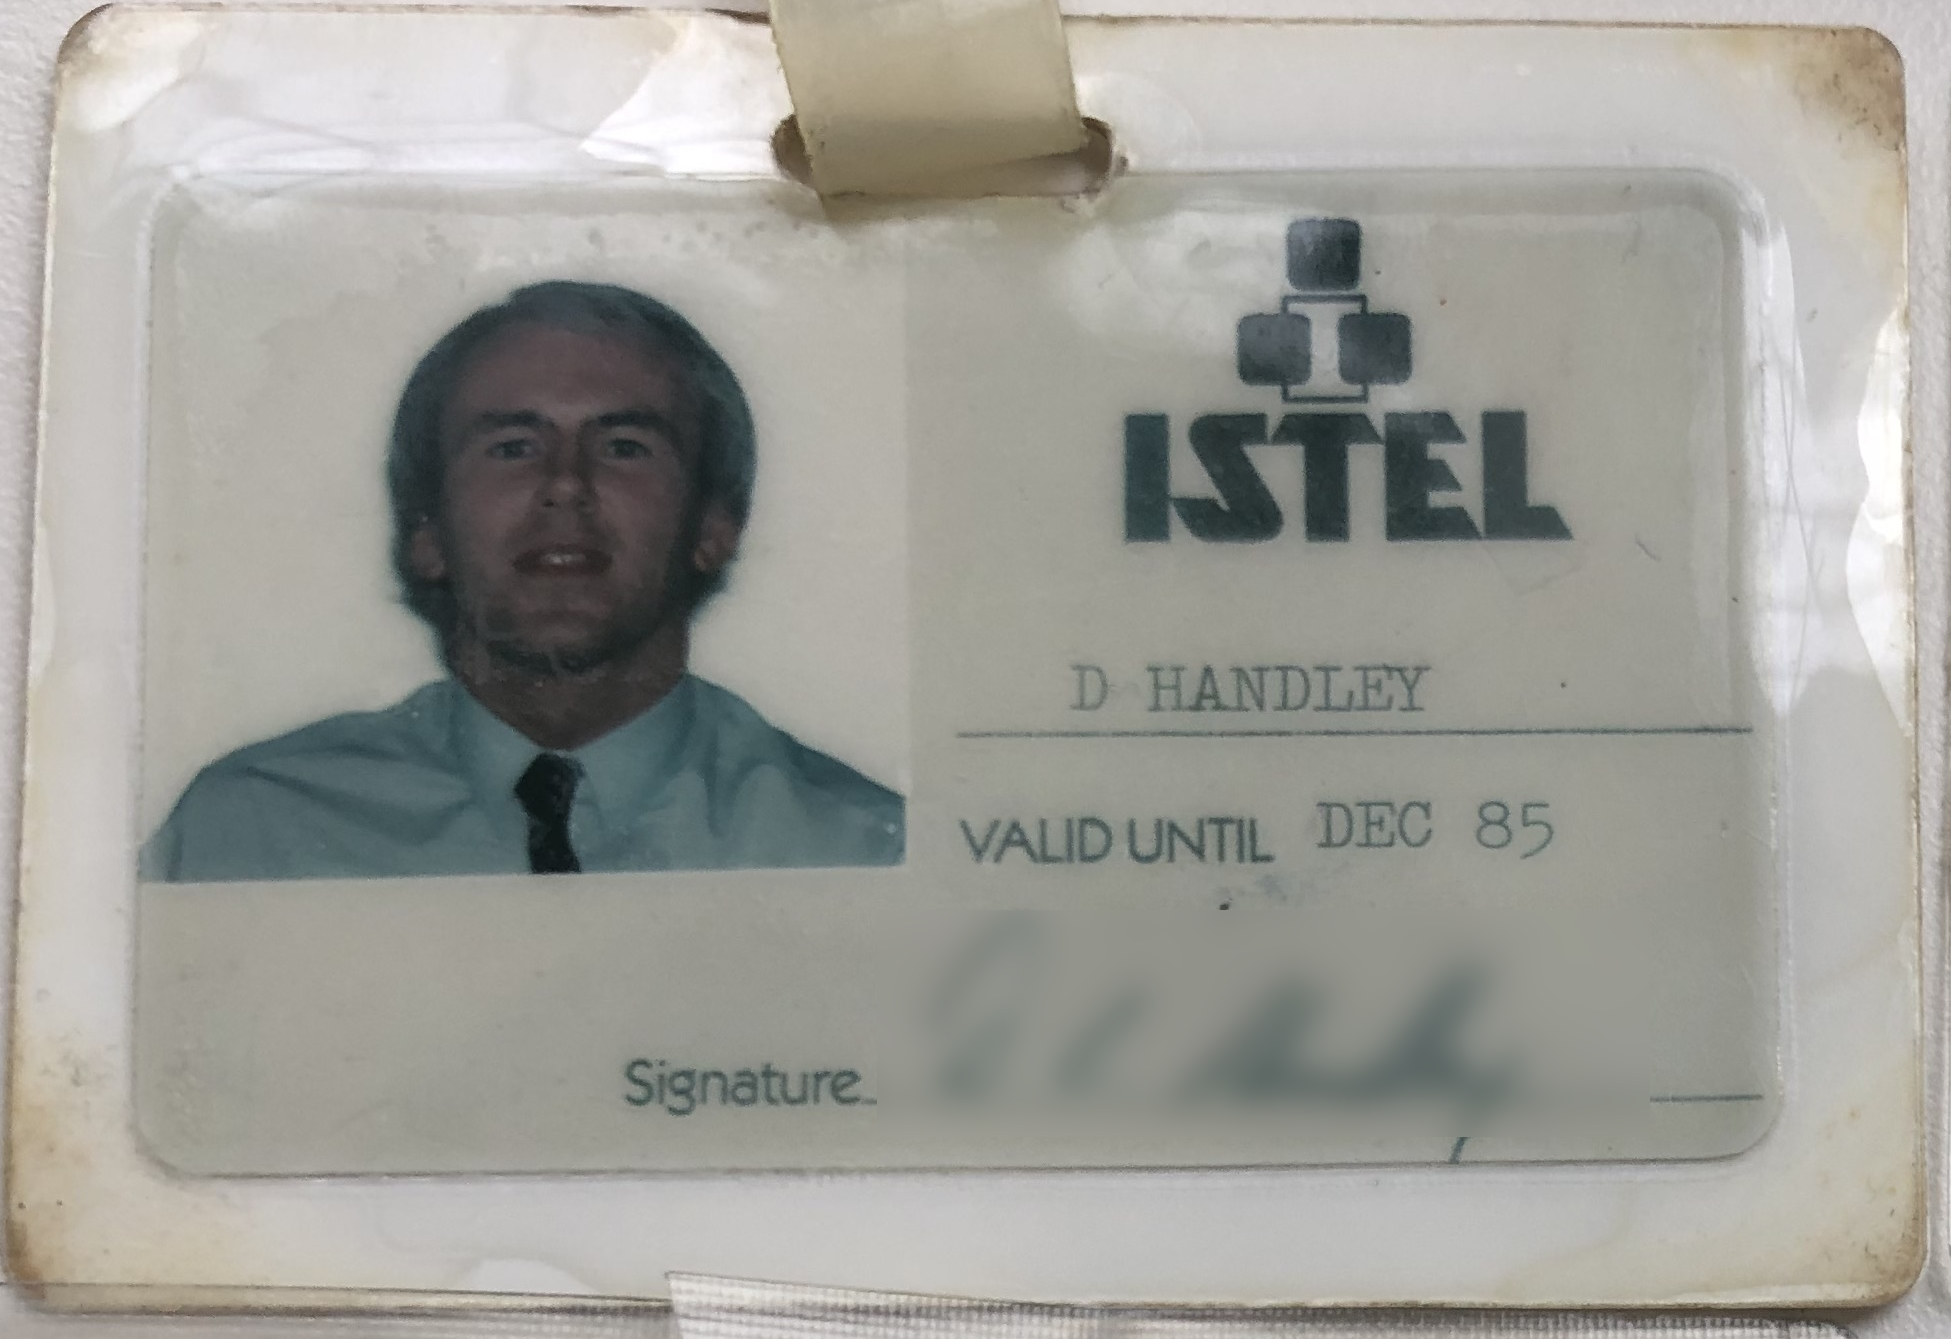 ISTEL
D HANDLEY
VALID UNTIL DEC 85
Signature